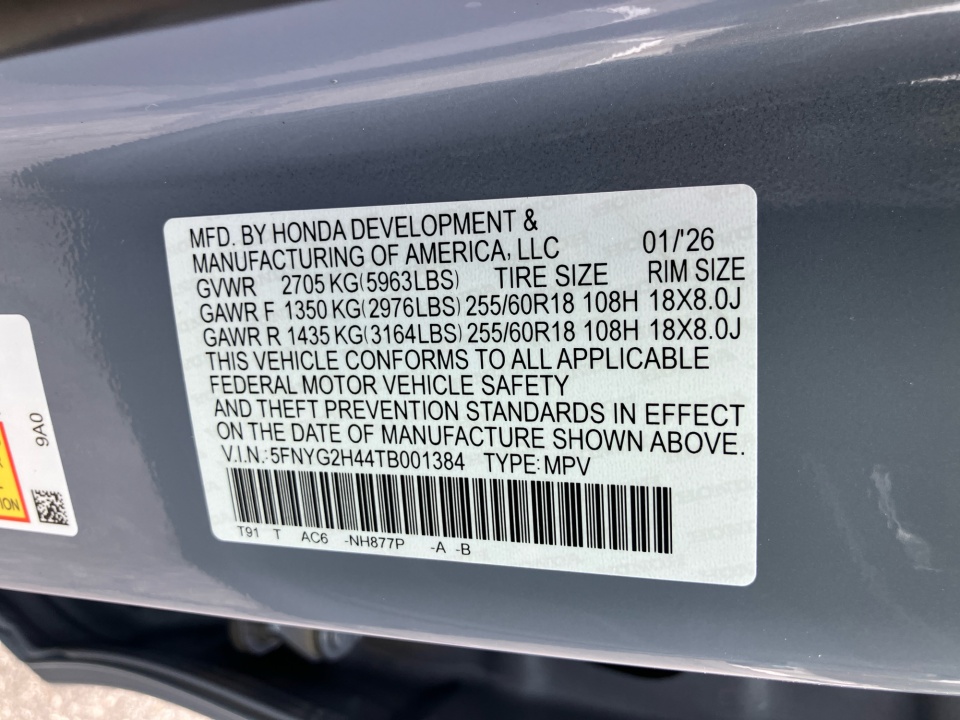 MFD. BY HONDA DEVELOPMENT &
MANUFACTURING OF AMERICA, LLC 01/'26
GVWR 2705 KG(5963LBS) TIRE SIZE RIM SIZE
GAWR F 1350 KG(2976LBS) 255/60R18 108H 18X8.0J
GAWR R 1435 KG(3164LBS) 255/60R18 108H 18X8.0J
THIS VEHICLE CONFORMS TO ALL APPLICABLE
FEDERAL MOTOR VEHICLE SAFETY
AND THEFT PREVENTION STANDARDS IN EFFECT
ON THE DATE OF MANUFACTURE SHOWN ABOVE.
V.I.N.:5FNYG2H44TB001384 TYPE:MPV
T91 T AC6 -NH877P -A -B
9A0